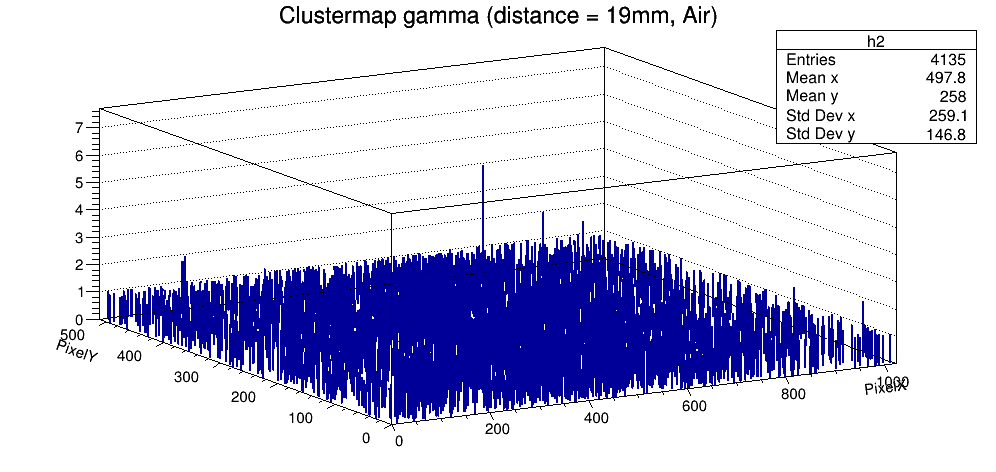 Clustermap gamma (distance = 19mm, Air)
h2
Entries 4135
Mean x 497.8
Mean y 258
Std Dev x 259.1
Std Dev y 146.8
7
6
5
4
3
2
1
0
500
PixelY
400
300
200
100
0
0
200
400
600
800
1000
PixelX